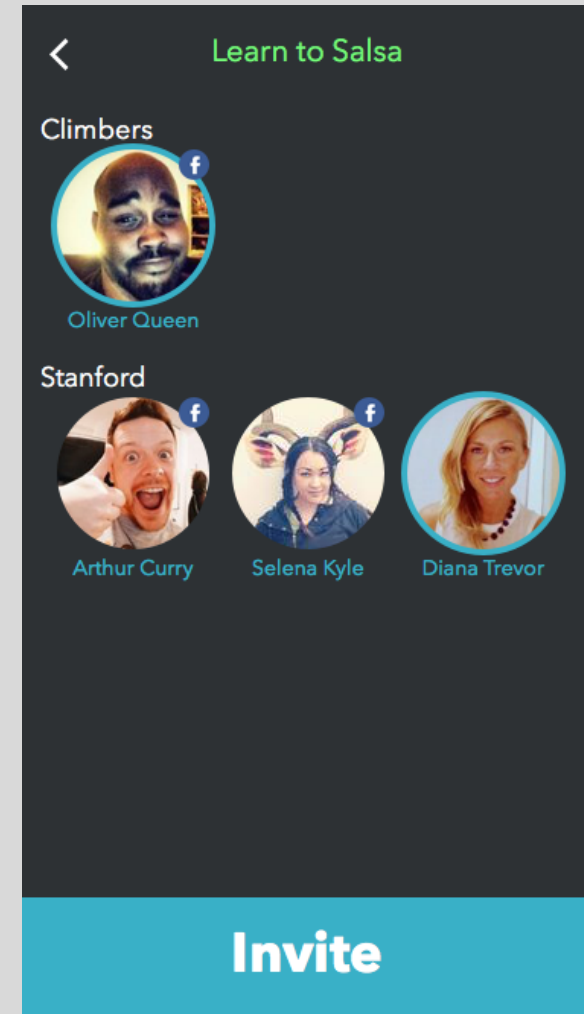 Learn to Salsa
Climbers
f
Oliver Queen
Stanford
f
f
Arthur Curry
Selena Kyle
Diana Trevor
Invite